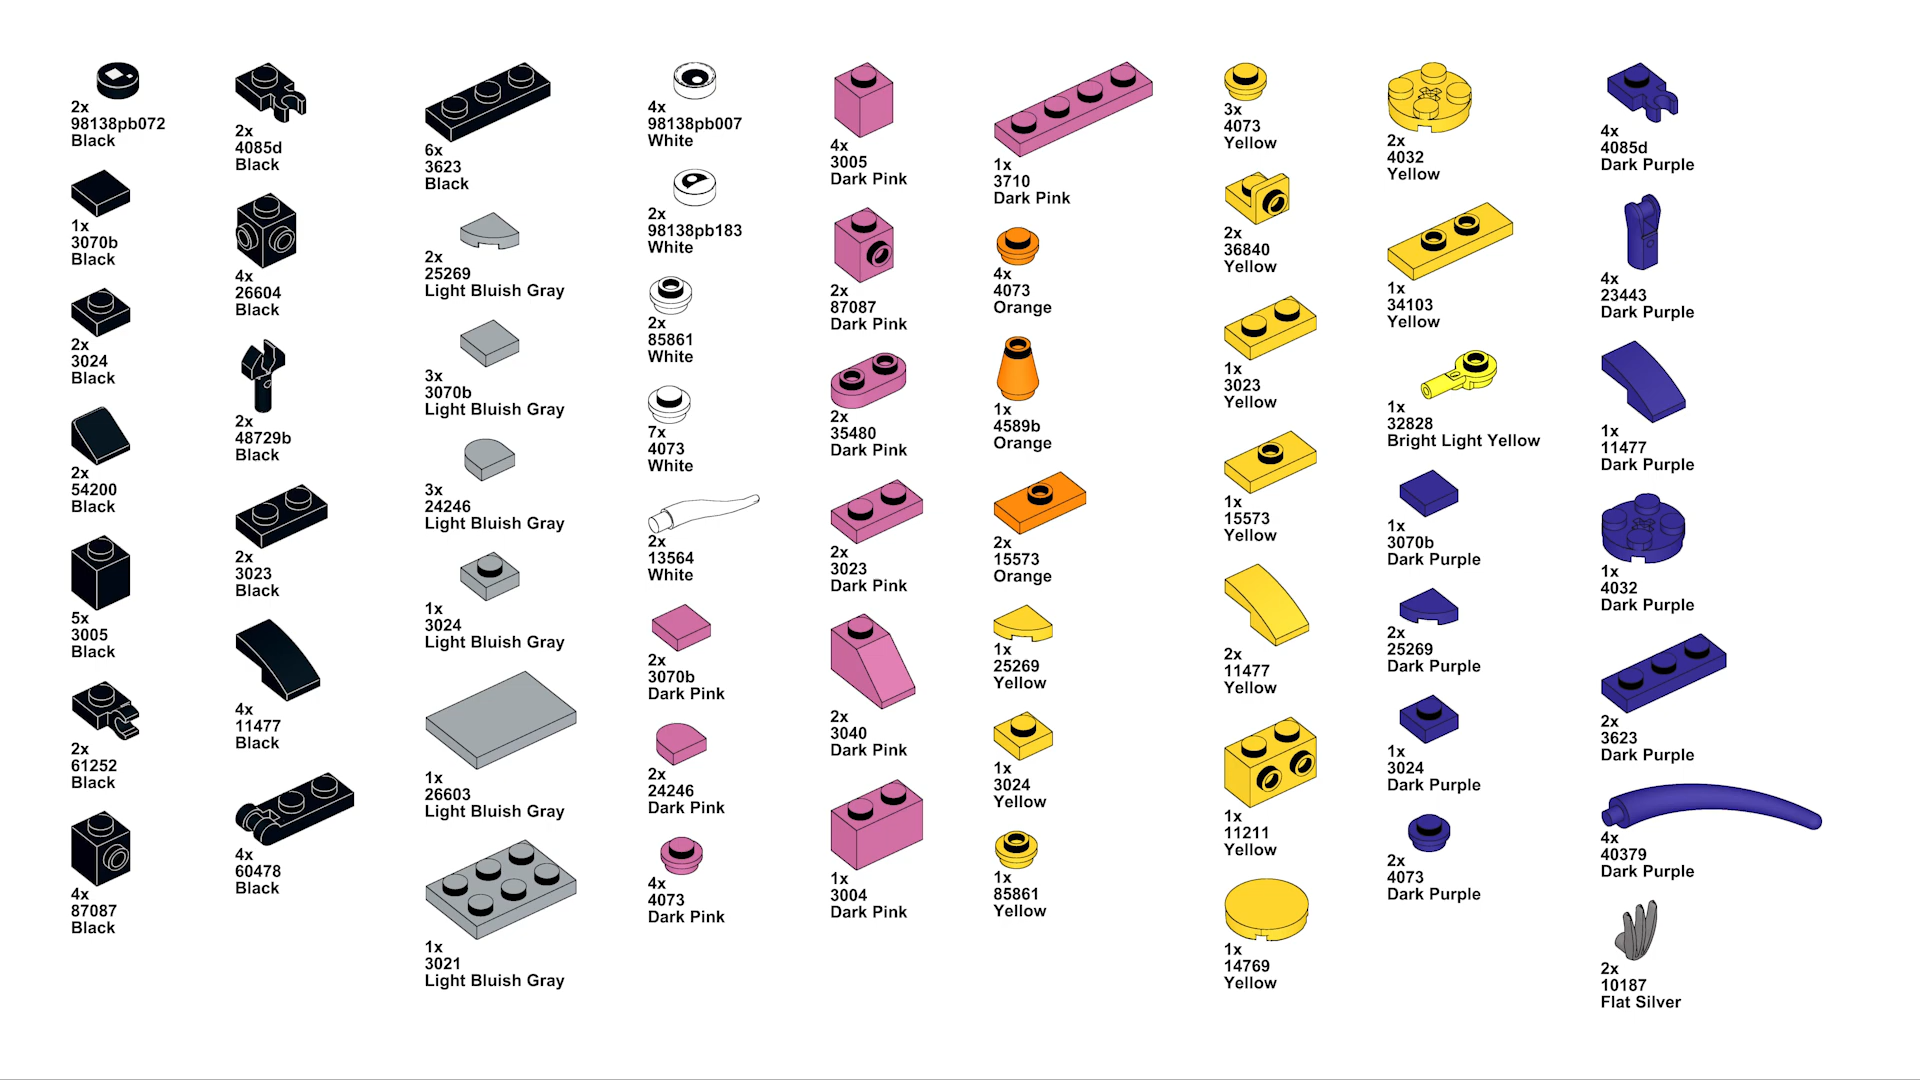 2x
98138pb072
Black
1x
3070b
Black
2x
3024
Black
2x
54200
Black
5x
3005
Black
2x
61252
Black
4x
87087
Black
2x
4085d
Black
4x
26604
Black
2x
48729b
Black
2x
3023
Black
4x
11477
Black
4x
60478
Black
6x
3623
Black
2x
25269
Light Bluish Gray
3x
3070b
Light Bluish Gray
3x
24246
Light Bluish Gray
1x
3024
Light Bluish Gray
1x
26603
Light Bluish Gray
1x
3021
Light Bluish Gray
4x
98138pb007
White
2x
98138pb183
White
2x
85861
White
7x
4073
White
2x
13564
White
2x
3070b
Dark Pink
2x
24246
Dark Pink
4x
4073
Dark Pink
4x
3005
Dark Pink
2x
87087
Dark Pink
2x
35480
Dark Pink
2x
3023
Dark Pink
2x
3040
Dark Pink
1x
3004
Dark Pink
1x
3710
Dark Pink
4x
4073
Orange
1x
4589b
Orange
2x
15573
Orange
1x
25269
Yellow
1x
3024
Yellow
1x
85861
Yellow
3x
4073
Yellow
2x
36840
Yellow
1x
3023
Yellow
1x
15573
Yellow
2x
11477
Yellow
1x
11211
Yellow
1x
14769
Yellow
2x
4032
Yellow
1x
34103
Yellow
1x
32828
Bright Light Yellow
1x
3070b
Dark Purple
2x
25269
Dark Purple
1x
3024
Dark Purple
2x
4073
Dark Purple
4x
4085d
Dark Purple
4x
23443
Dark Purple
1x
11477
Dark Purple
1x
4032
Dark Purple
2x
3623
Dark Purple
4x
40379
Dark Purple
2x
10187
Flat Silver